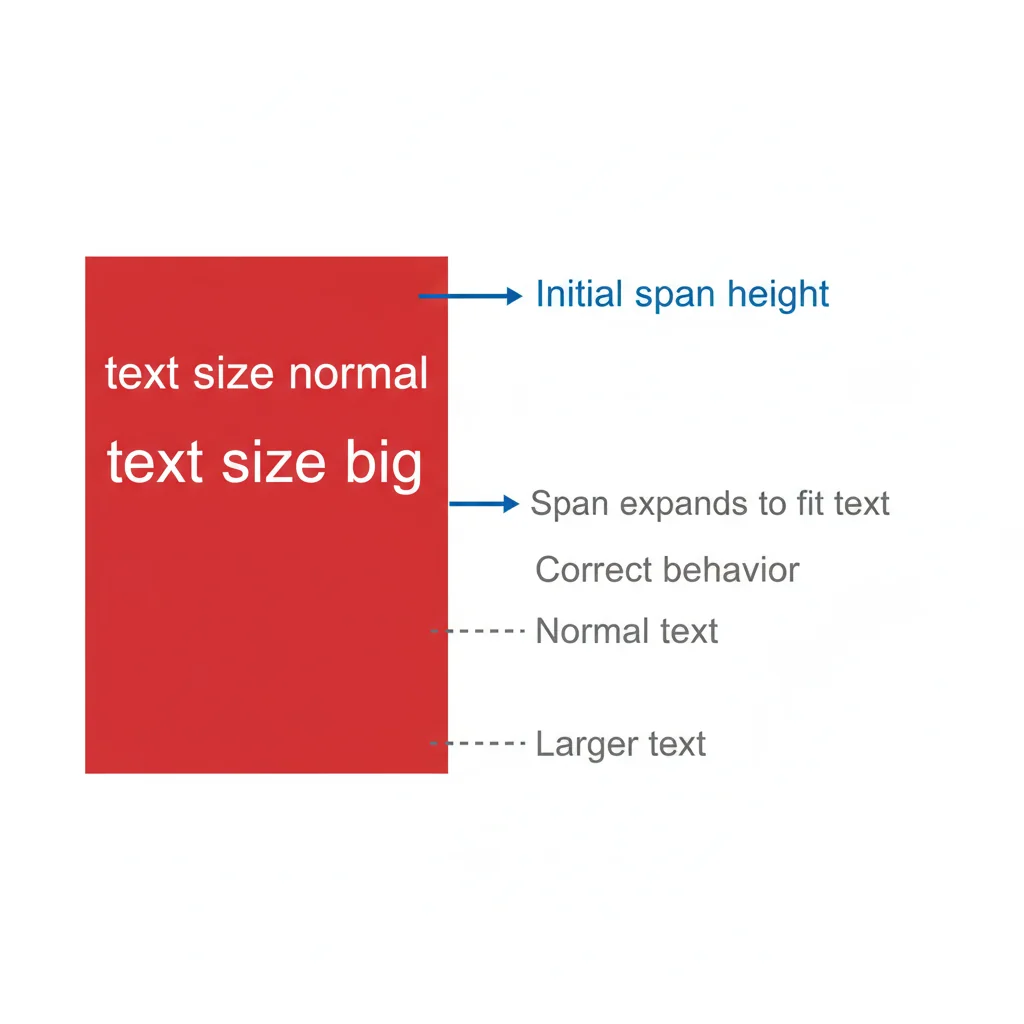 Initial span height
text size normal
text size big
Span expands to fit text
Correct behavior
Normal text
Larger text